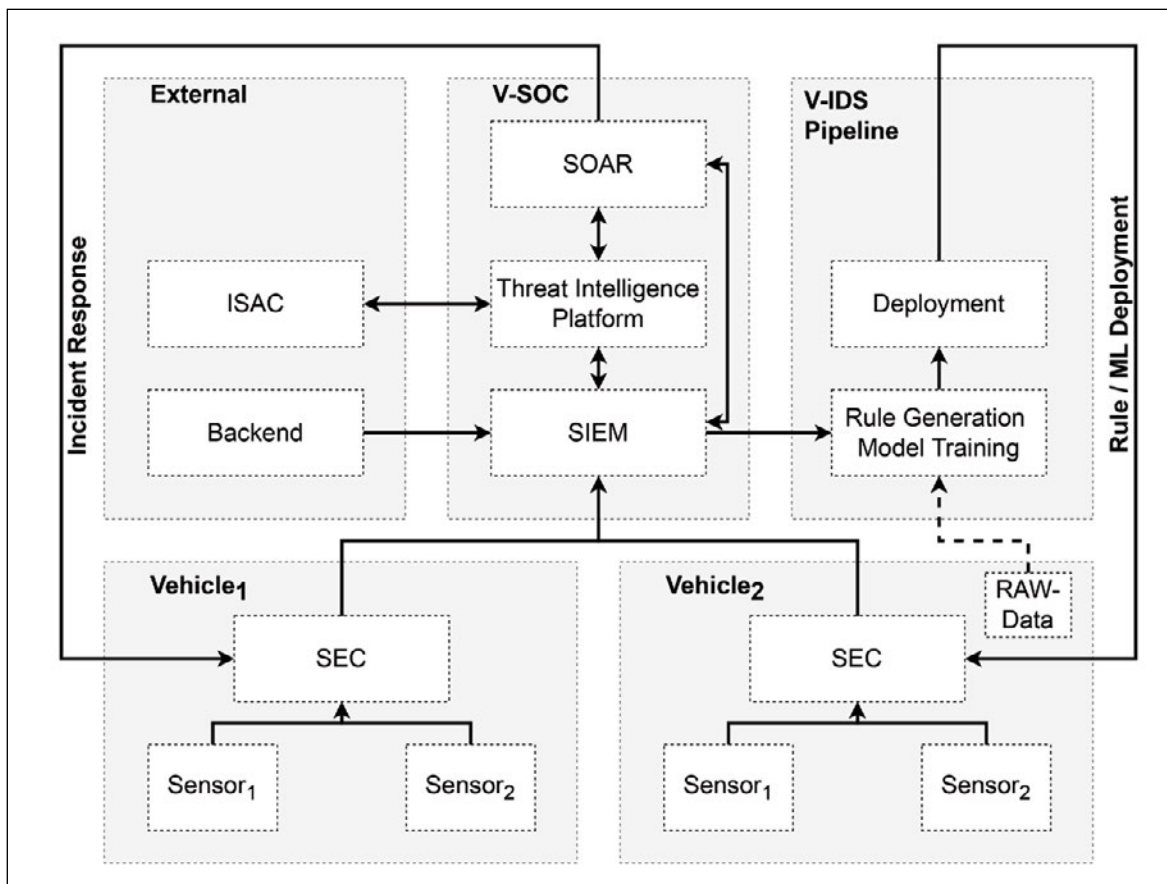 External
V-SOC
V-IDS
Pipeline
SOAR
ISAC
Threat Intelligence
Platform
Deployment
Backend
SIEM
Rule Generation
Model Training
Incident Response
Rule / ML Deployment
Vehicle1
Vehicle2
RAW-
Data
SEC
SEC
Sensor1
Sensor2
Sensor1
Sensor2